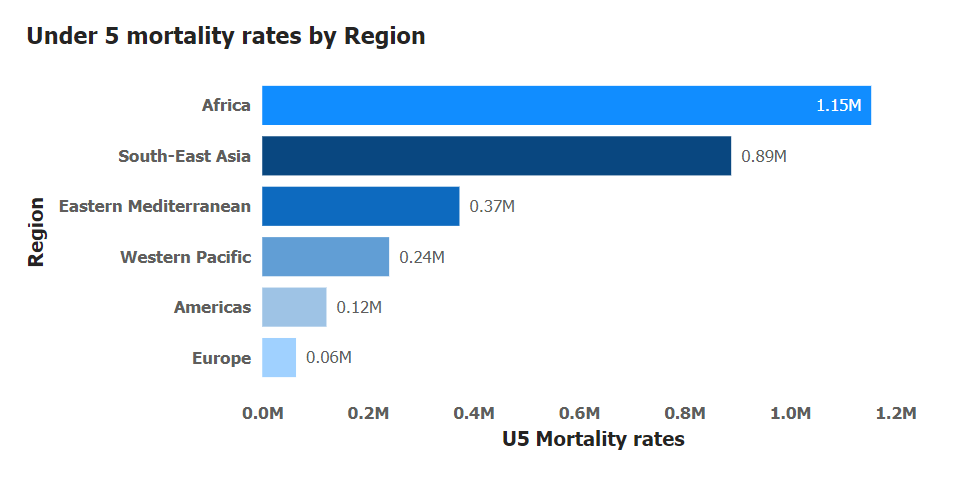 Under 5 mortality rates by Region
Region
Africa 1.15M
South-East Asia 0.89M
Eastern Mediterranean 0.37M
Western Pacific 0.24M
Americas 0.12M
Europe 0.06M
0.0M 0.2M 0.4M 0.6M 0.8M 1.0M 1.2M
U5 Mortality rates